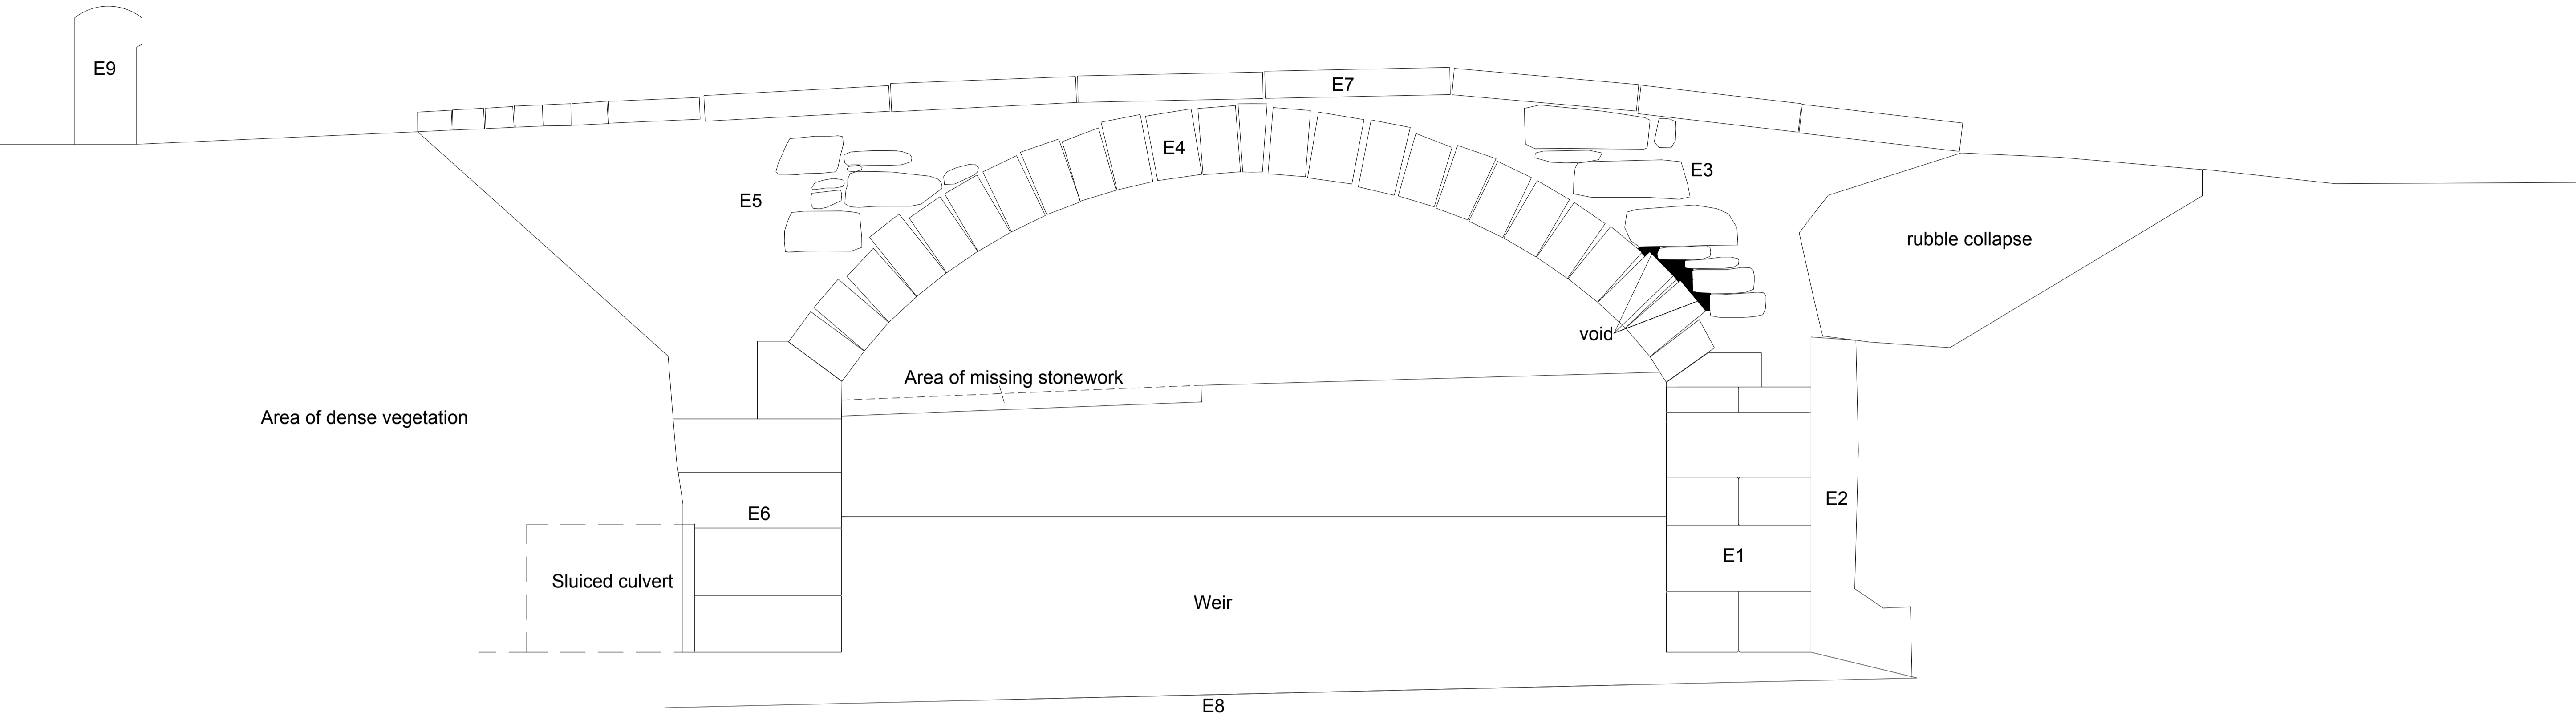 E9
E7
E4
E3
E5
rubble collapse
void
Area of missing stonework
Area of dense vegetation
E2
E6
E1
Sluiced culvert
Weir
E8